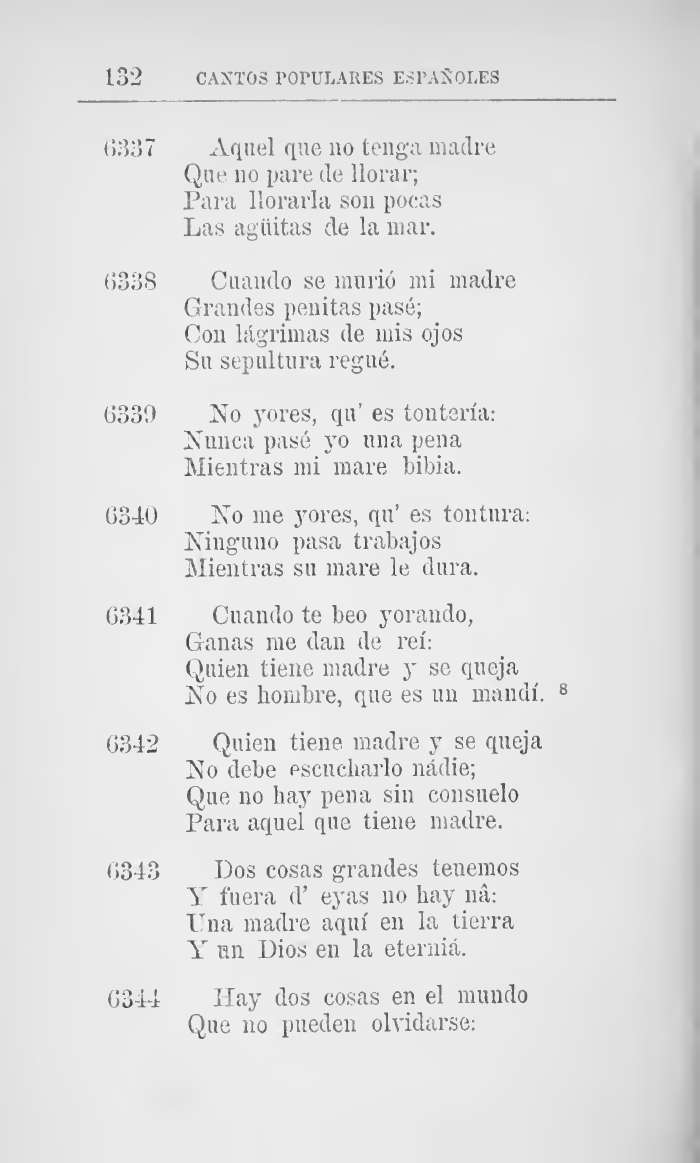 132 CANTOS POPULARES ESPAÑOLES
6337 Aquel que no tenga madre
Que no pare de llorar;
Para llorarla son pocas
Las agüitas de la mar.
6338 Cuando se murió mi madre
Grandes penitas pasé;
Con lágrimas de mis ojos
Su sepultura regué.
6339 No yores, qu' es tontería:
Nunca pasé yo una pena
Mientras mi mare bibia.
6340 No me yores, qu' es tontura:
Ninguno pasa trabajos
Mientras su mare le dura.
6341 Cuando te beo yorando,
Ganas me dan de reí:
Quien tiene madre y se queja
No es hombre, que es un mandí. 8
6342 Quien tiene madre y se queja
No debe escucharlo nádie;
Que no hay pena sin consuelo
Para aquel que tiene madre.
6343 Dos cosas grandes tenemos
Y fuera d' eyas no hay nâ:
Una madre aquí en la tierra
Y un Dios en la eterniá.
6344 Hay dos cosas en el mundo
Que no pueden olvidarse: